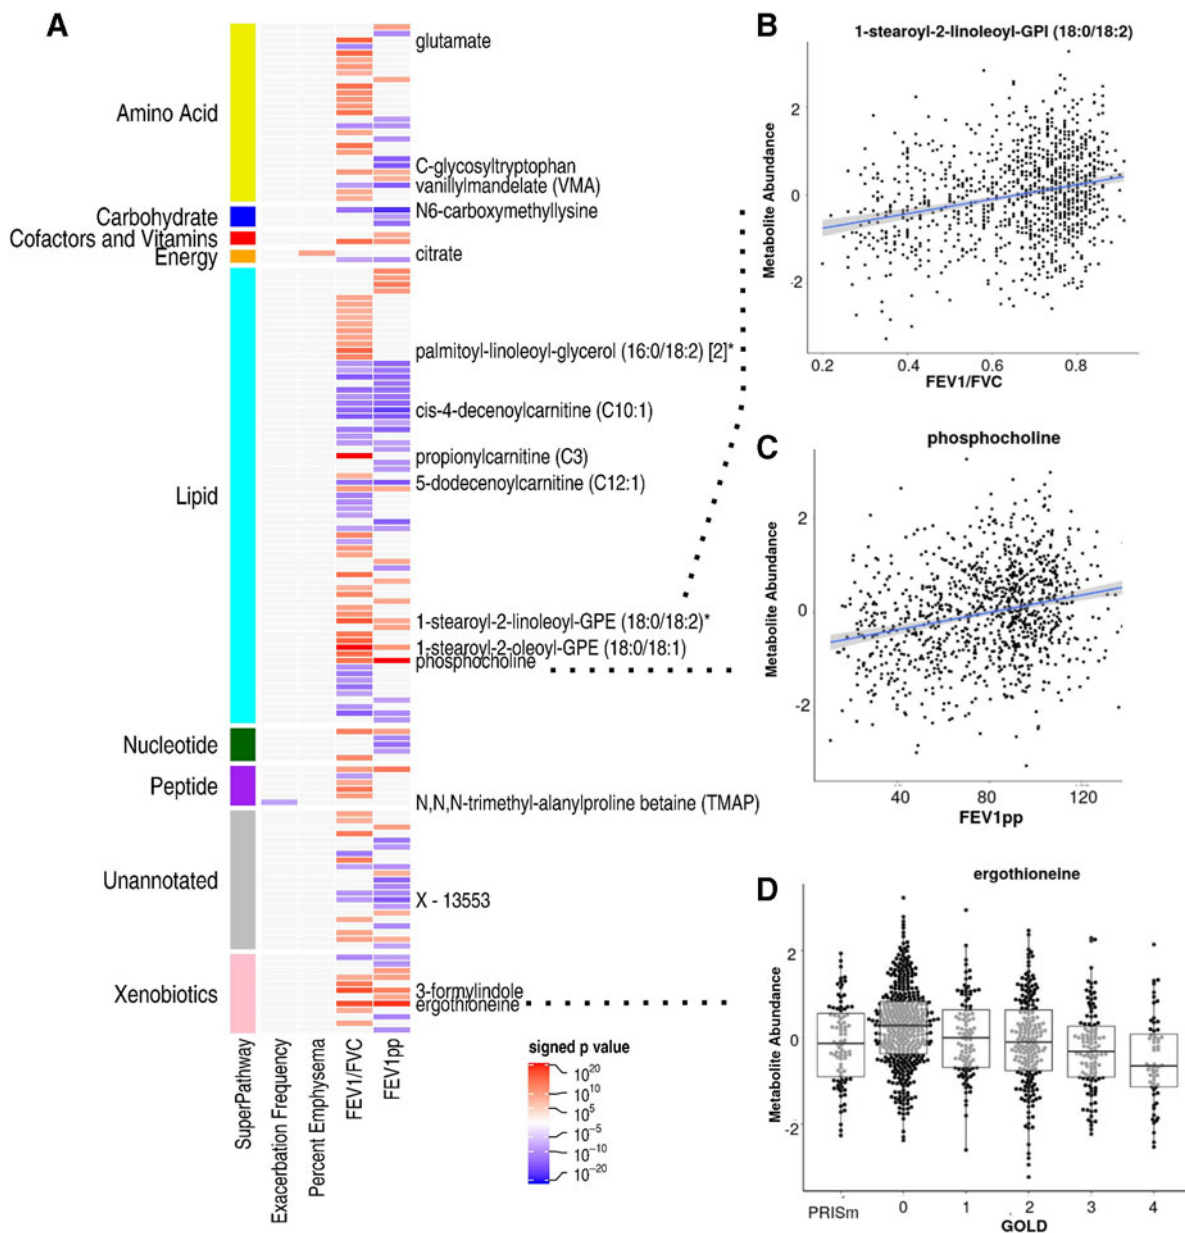 A
glutamate
Amino Acid
C-glycosyltryptophan
vanillylmandelate (VMA)
Carbohydrate
N6-carboxymethyllysine
Cofactors and Vitamins
Energy
citrate
palmitoyl-linoleoyl-glycerol (16:0/18:2) [2]*
cis-4-decenoylcarnitine (C10:1)
propionylcarnitine (C3)
Lipid
5-dodecenoylcarnitine (C12:1)
1-stearoyl-2-linoleoyl-GPE (18:0/18:2)*
1-stearoyl-2-oleoyl-GPE (18:0/18:1)
phosphocholine
Nucleotide
Peptide
N,N,N-trimethyl-alanylproline betaine (TMAP)
Unannotated
X - 13553
Xenobiotics
3-formylindole
ergothioneine
SuperPathway
Exacerbation Frequency
Percent Emphysema
FEV1/FVC
FEV1pp
signed p value
10^20
10^10
10^5
10^-5
10^-10
10^-20
B
1-stearoyl-2-linoleoyl-GPI (18:0/18:2)
Metabolite Abundance
2
0
-2
0.2 0.4 0.6 0.8
FEV1/FVC
C
phosphocholine
Metabolite Abundance
2
0
-2
40 80 120
FEV1pp
D
ergothioneine
Metabolite Abundance
2
0
-2
PRISm 0 1 2 3 4
GOLD